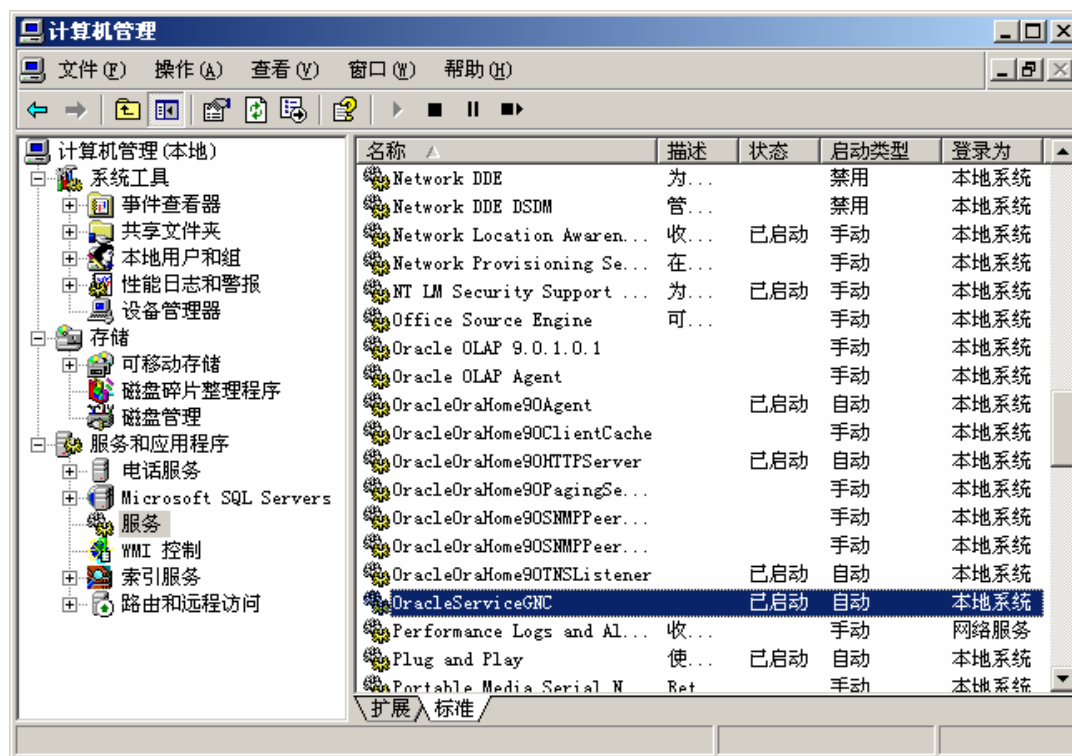 计算机管理
文件(F) 操作(A) 查看(V) 窗口(W) 帮助(H)
计算机管理(本地)
系统工具
事件查看器
共享文件夹
本地用户和组
性能日志和警报
设备管理器
存储
可移动存储
磁盘碎片整理程序
磁盘管理
服务和应用程序
电话服务
Microsoft SQL Servers
服务
WMI 控制
索引服务
路由和远程访问
名称 描述 状态 启动类型 登录为
Network DDE 为... 禁用 本地系统
Network DDE DSDM 管... 禁用 本地系统
Network Location Awaren... 收... 已启动 手动 本地系统
Network Provisioning Se... 在... 手动 本地系统
NT LM Security Support ... 为... 已启动 手动 本地系统
Office Source Engine 可... 手动 本地系统
Oracle OLAP 9.0.1.0.1 手动 本地系统
Oracle OLAP Agent 手动 本地系统
OracleOraHome90Agent 已启动 自动 本地系统
OracleOraHome90ClientCache 手动 本地系统
OracleOraHome90HTTPServer 已启动 自动 本地系统
OracleOraHome90PagingSe... 手动 本地系统
OracleOraHome90SNMPPeer... 手动 本地系统
OracleOraHome90SNMPPeer... 手动 本地系统
OracleOraHome90TNSListener 已启动 自动 本地系统
OracleServiceGNC 已启动 自动 本地系统
Performance Logs and Al... 收... 手动 网络服务
Plug and Play 使... 已启动 自动 本地系统
Portable Media Serial N Ret 手动 本地系统
扩展 标准